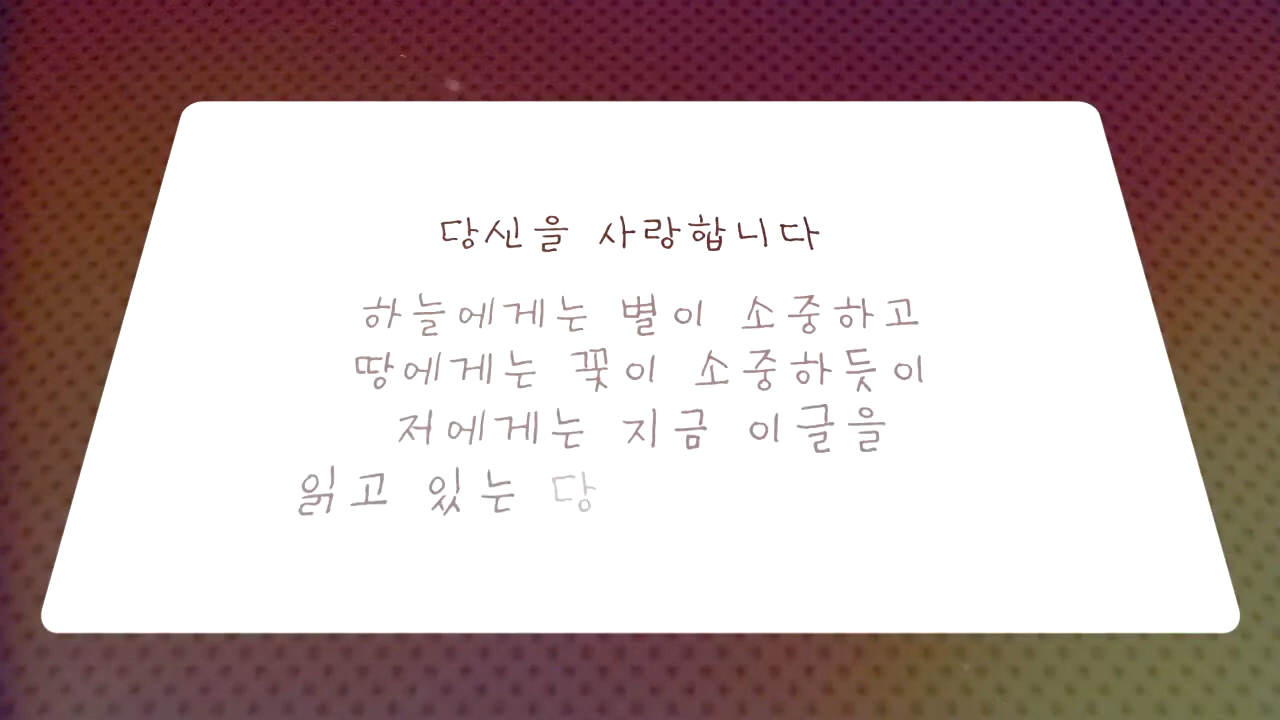 당신을 사랑합니다
하늘에게는 별이 소중하고
땅에게는 꽃이 소중하듯이
저에게는 지금 이글을
읽고 있는 당